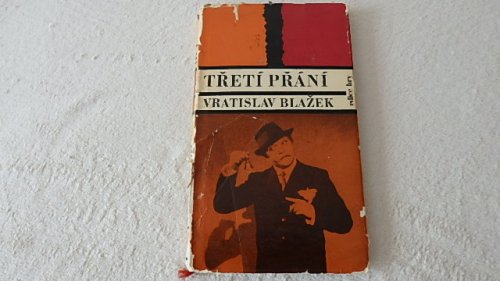 TŘETÍ PŘÁNÍ
VRATISLAV BLAŽEK